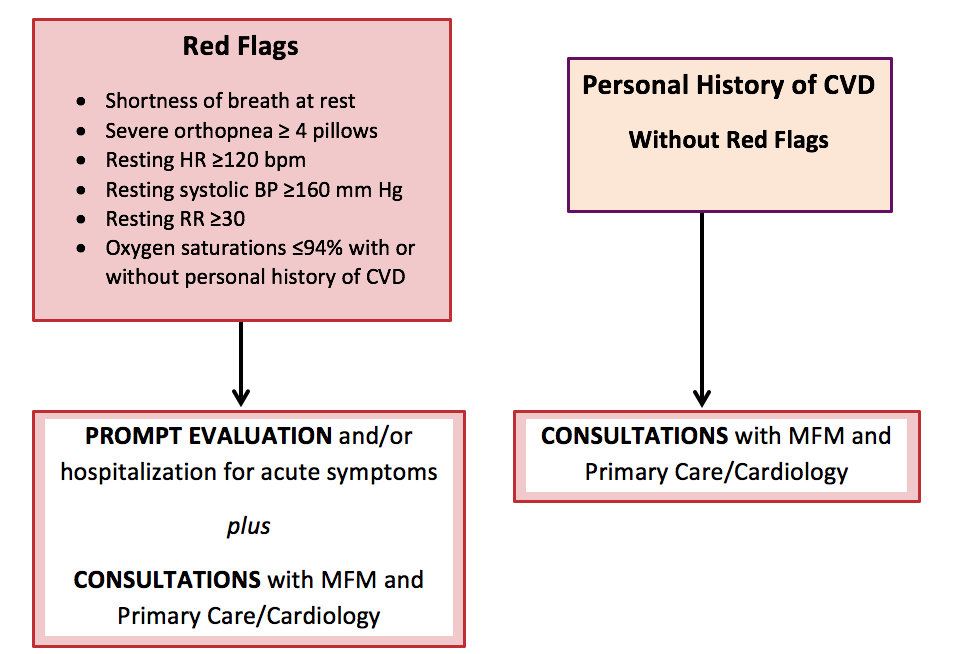 Red Flags
• Shortness of breath at rest
• Severe orthopnea ≥ 4 pillows
• Resting HR ≥120 bpm
• Resting systolic BP ≥160 mm Hg
• Resting RR ≥30
• Oxygen saturations ≤94% with or
without personal history of CVD
PROMPT EVALUATION and/or
hospitalization for acute symptoms
plus
CONSULTATIONS with MFM and
Primary Care/Cardiology
Personal History of CVD
Without Red Flags
CONSULTATIONS with MFM and
Primary Care/Cardiology